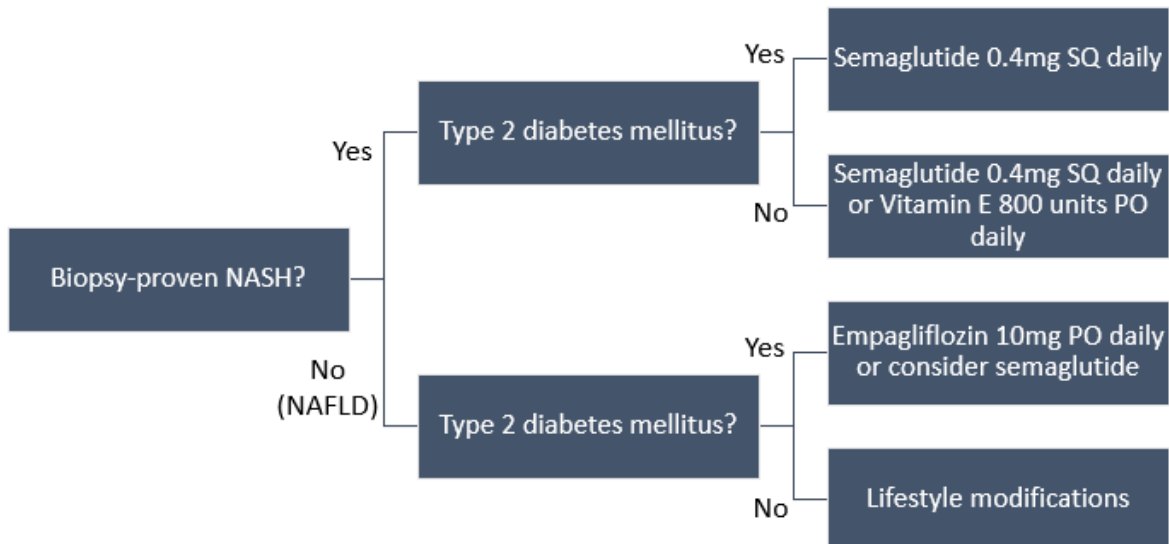 Biopsy-proven NASH?
Yes
Type 2 diabetes mellitus?
Yes
Semaglutide 0.4mg SQ daily
No
Semaglutide 0.4mg SQ daily
or Vitamin E 800 units PO
daily
No
(NAFLD)
Type 2 diabetes mellitus?
Yes
Empagliflozin 10mg PO daily
or consider semaglutide
No
Lifestyle modifications